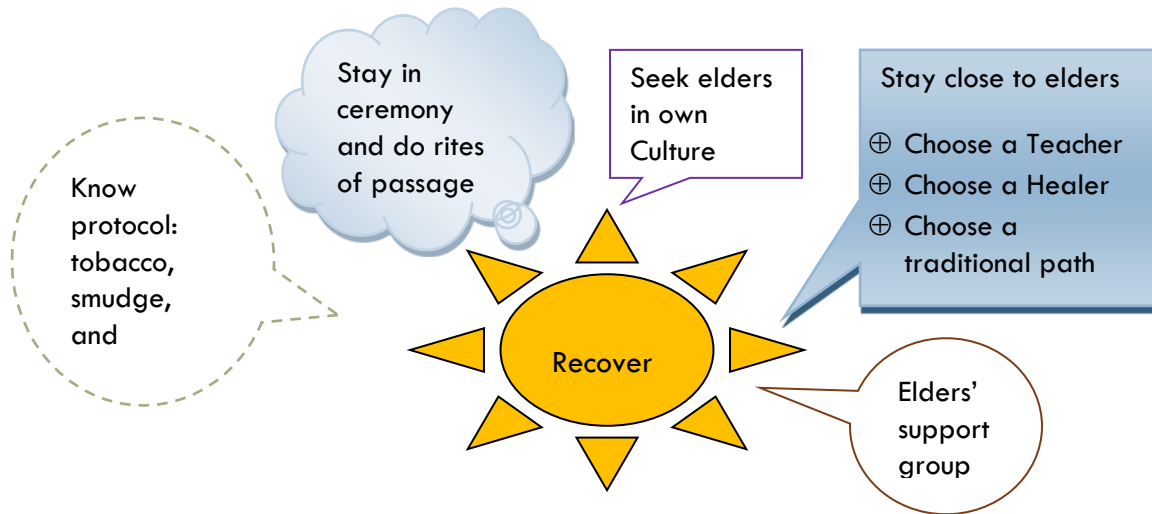 Know
protocol:
tobacco,
smudge,
and
Stay in
ceremony
and do rites
of passage
Seek elders
in own
Culture
Stay close to elders
⊕ Choose a Teacher
⊕ Choose a Healer
⊕ Choose a
traditional path
Recover
Elders’
support
group